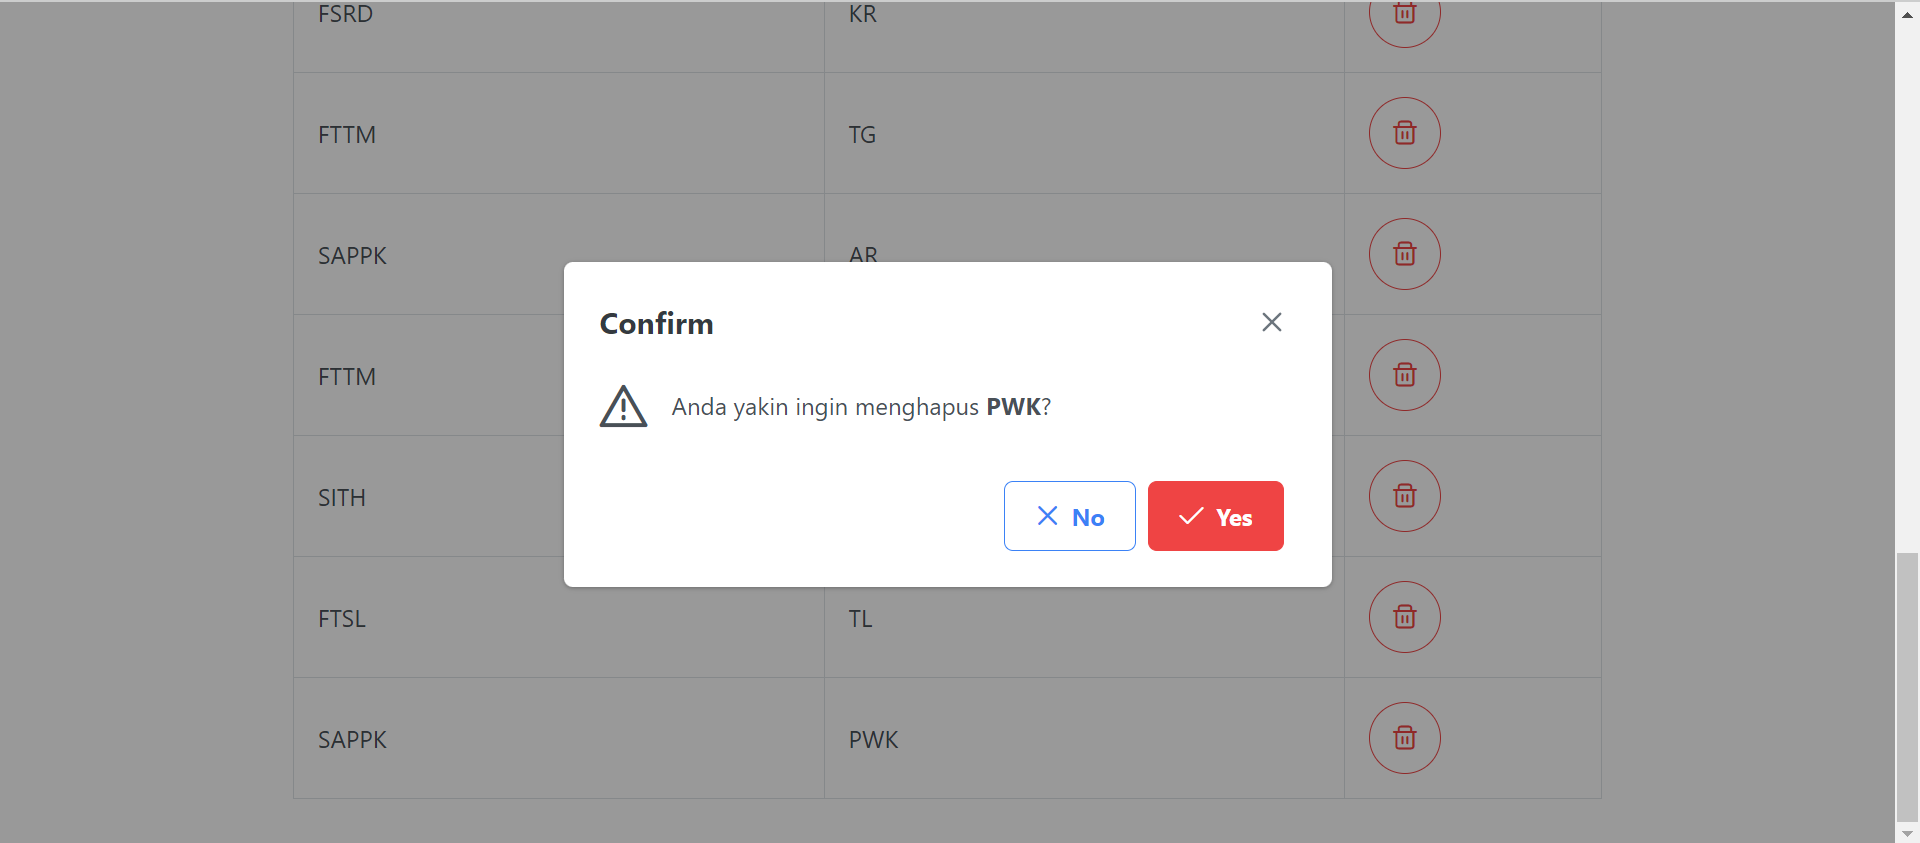 FSRD KR
FTTM TG
SAPPK AR
Confirm
FTTM
Anda yakin ingin menghapus PWK?
SITH
No Yes
FTSL TL
SAPPK PWK